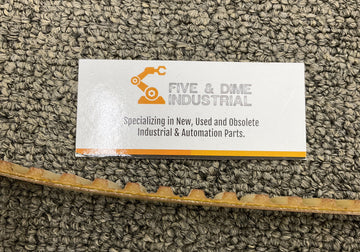 FIVE & DIME
INDUSTRIAL
Specializing in New, Used and Obsolete
Industrial & Automation Parts.